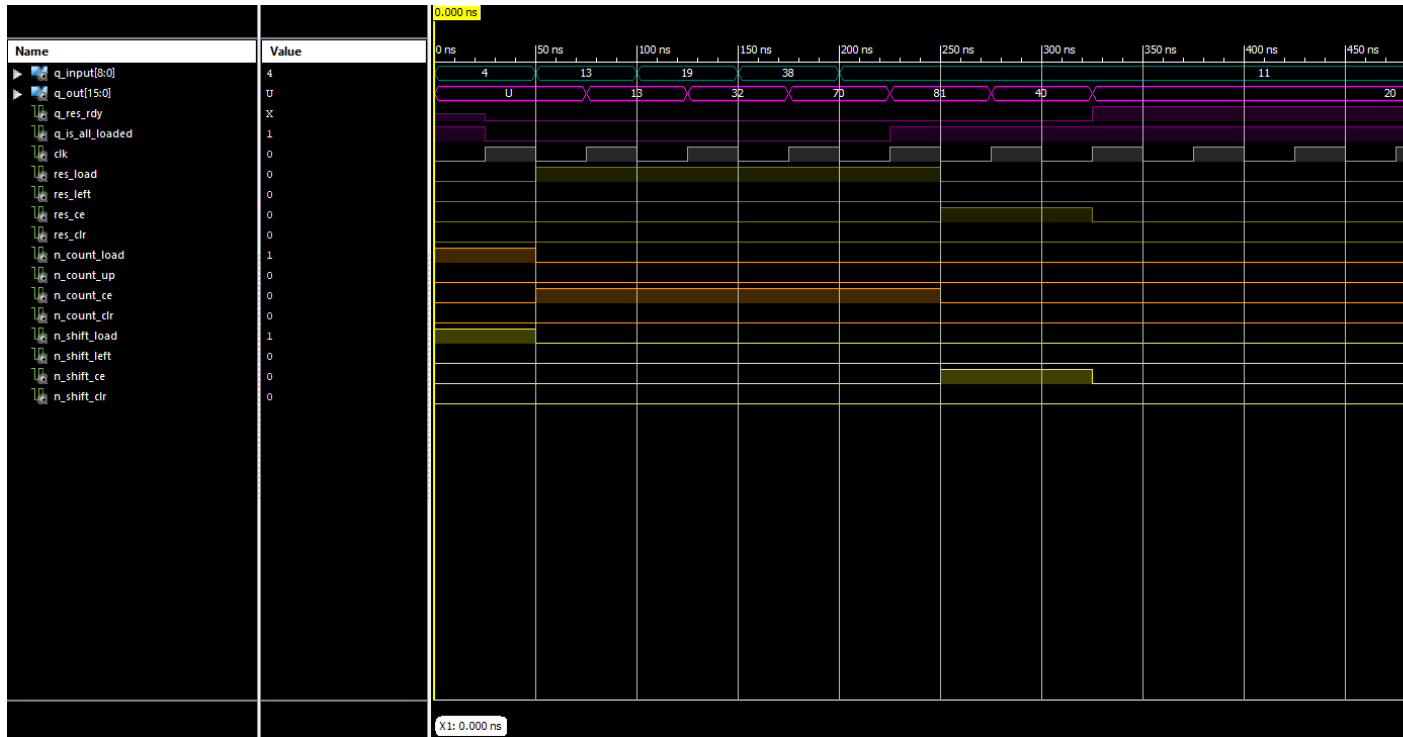 0.000 ns
Name Value 0 ns 50 ns 100 ns 150 ns 200 ns 250 ns 300 ns 350 ns 400 ns 450 ns
q_input[8:0] 4 4 13 19 38 11
q_out[15:0] U U 13 32 70 81 40 20
q_res_rdy X
q_is_all_loaded 1
clk 0
res_load 0
res_left 0
res_ce 0
res_clr 0
n_count_load 1
n_count_up 0
n_count_ce 0
n_count_clr 0
n_shift_load 1
n_shift_left 0
n_shift_ce 0
n_shift_clr 0
X1: 0.000 ns